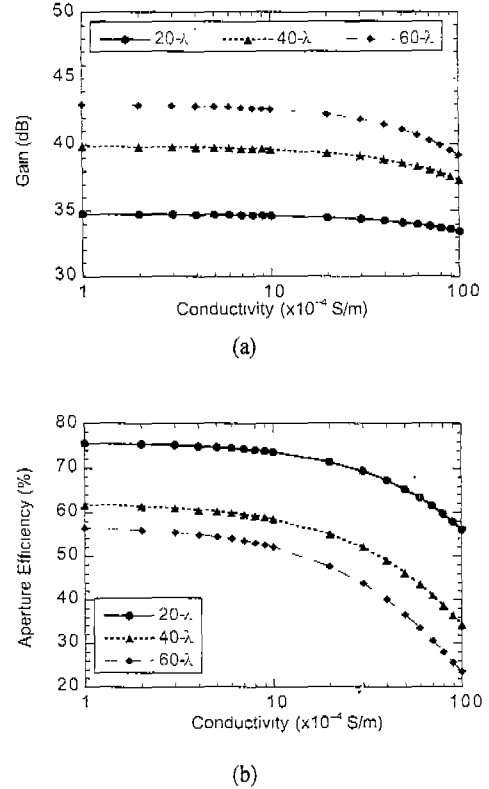 50
20-λ 40-λ 60-λ
45
40
35
30
Gain (dB)
1 10 100
Conductivity (x10⁻⁴ S/m)
(a)
80
70
60
50
40
30
20
Aperture Efficiency (%)
20-λ
40-λ
60-λ
1 10 100
Conductivity (x10⁻⁴ S/m)
(b)